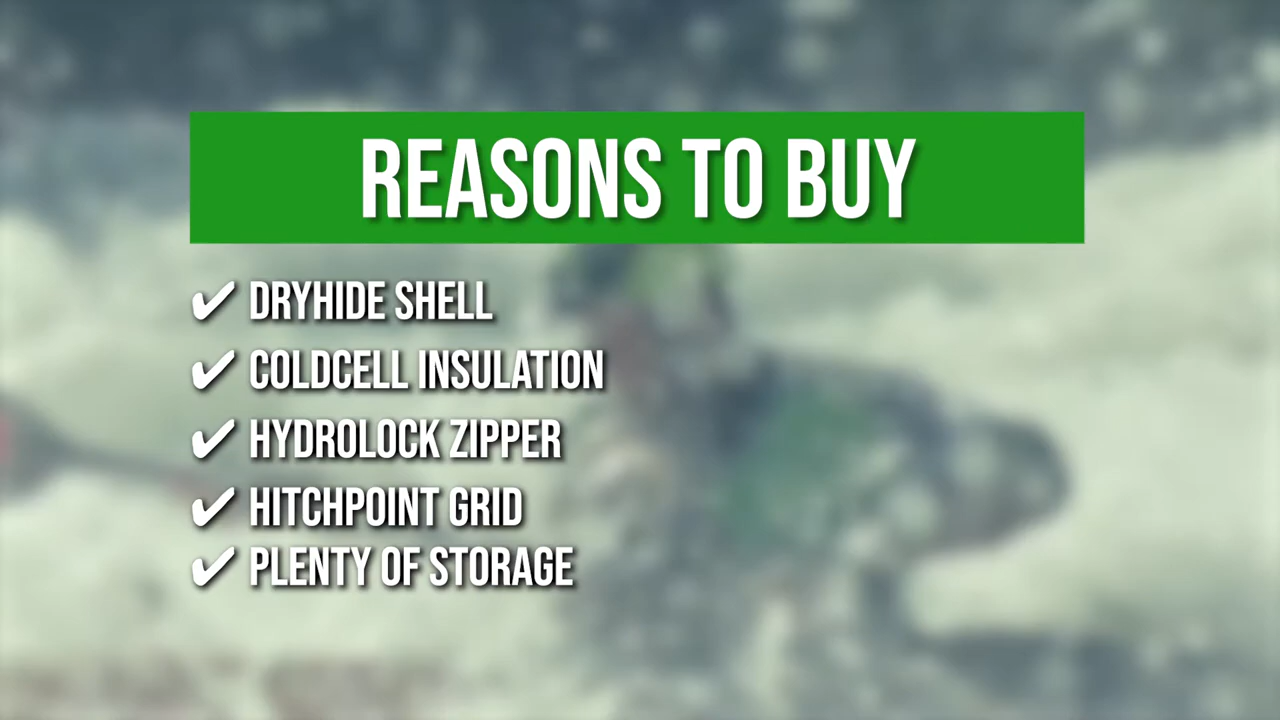 REASONS TO BUY
✔ DRYHIDE SHELL
✔ COLDCELL INSULATION
✔ HYDROLOCK ZIPPER
✔ HITCHPOINT GRID
✔ PLENTY OF STORAGE